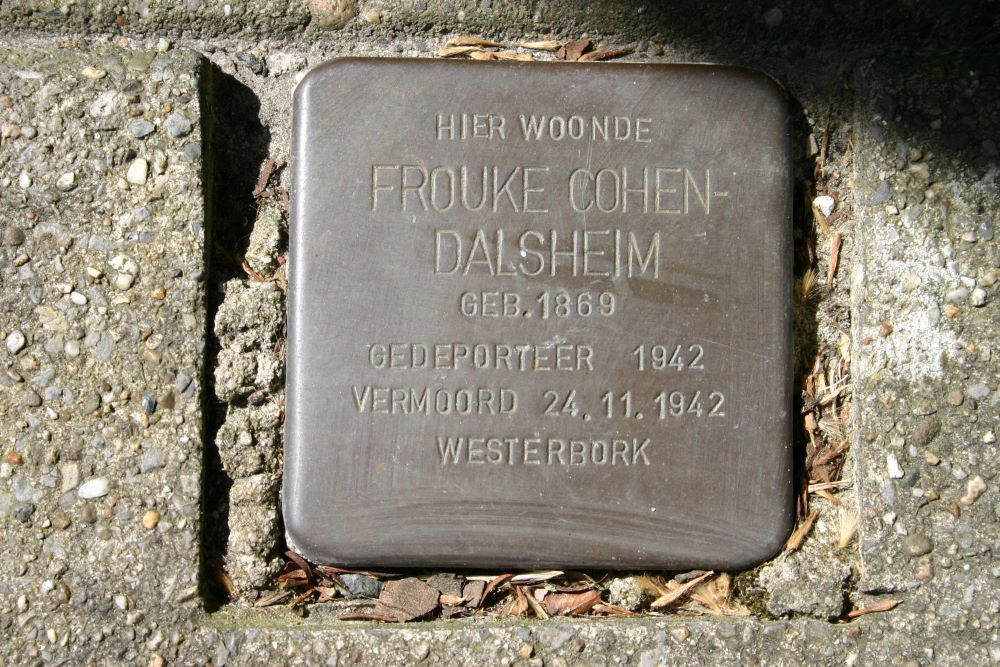 HIER WOONDE
FROUKE COHEN-
DALSHEIM
GEB. 1869
GEDEPORTEER 1942
VERMOORD 24.11.1942
WESTERBORK